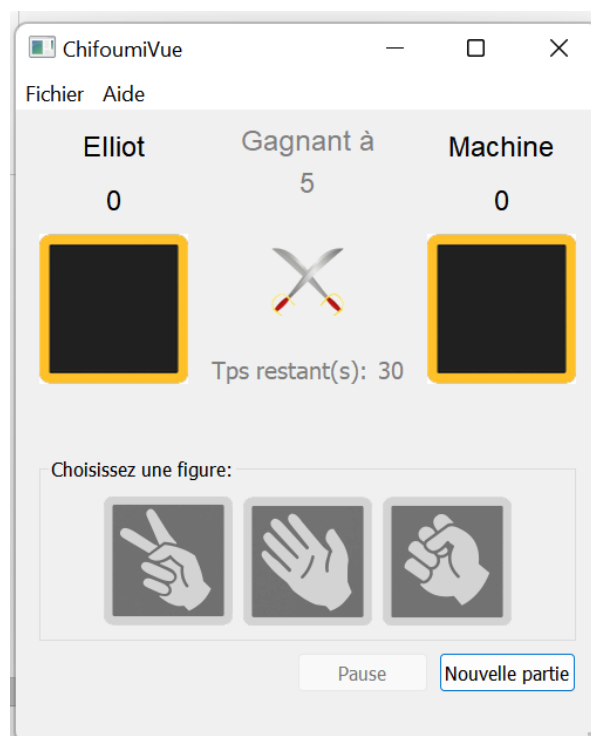 ChifoumiVue
Fichier Aide
Elliot Gagnant à Machine
0 5 0
Tps restant(s): 30
Choisissez une figure:
Pause Nouvelle partie